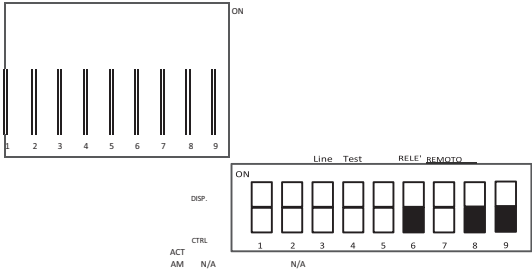 ON
1 2 3 4 5 6 7 8 9
Line Test RELE' REMOTO
ON
DISP.
CTRL
1 2 3 4 5 6 7 8 9
ACT
AM N/A N/A